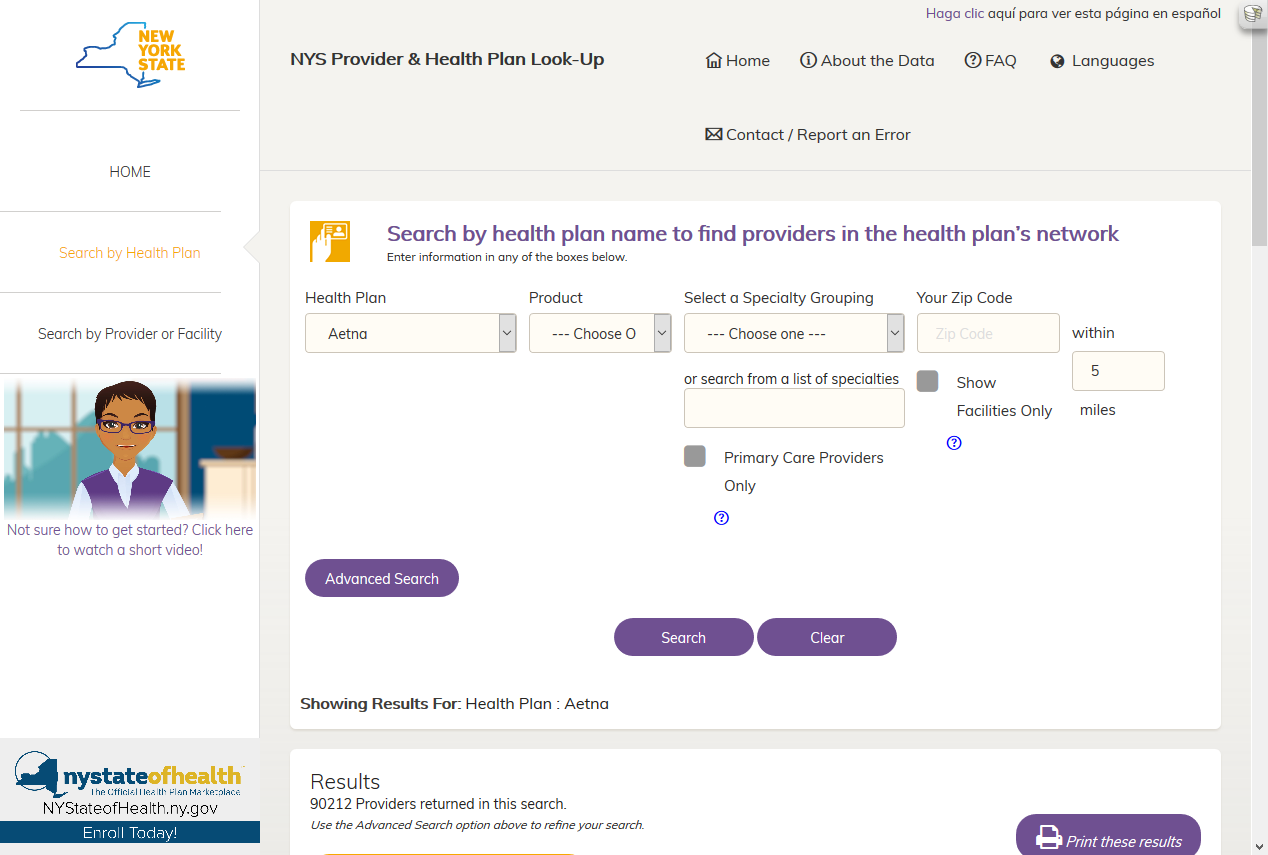 Haga clic aquí para ver esta página en español
NEW
YORK
STATE
NYS Provider & Health Plan Look-Up
Home
About the Data
FAQ
Languages
Contact / Report an Error
HOME
Search by Health Plan
Search by Provider or Facility
Not sure how to get started? Click here
to watch a short video!
nystateofhealth
The Official Health Plan Marketplace
NYStateofHealth.ny.gov
Enroll Today!
Search by health plan name to find providers in the health plan's network
Enter information in any of the boxes below.
Health Plan
Aetna
Product
--- Choose O
Select a Specialty Grouping
--- Choose one ---
or search from a list of specialties
Primary Care Providers
Only
Your Zip Code
Zip Code
Show
Facilities Only
within
5
miles
Advanced Search
Search
Clear
Showing Results For: Health Plan : Aetna
Results
90212 Providers returned in this search.
Use the Advanced Search option above to refine your search.
Print these results